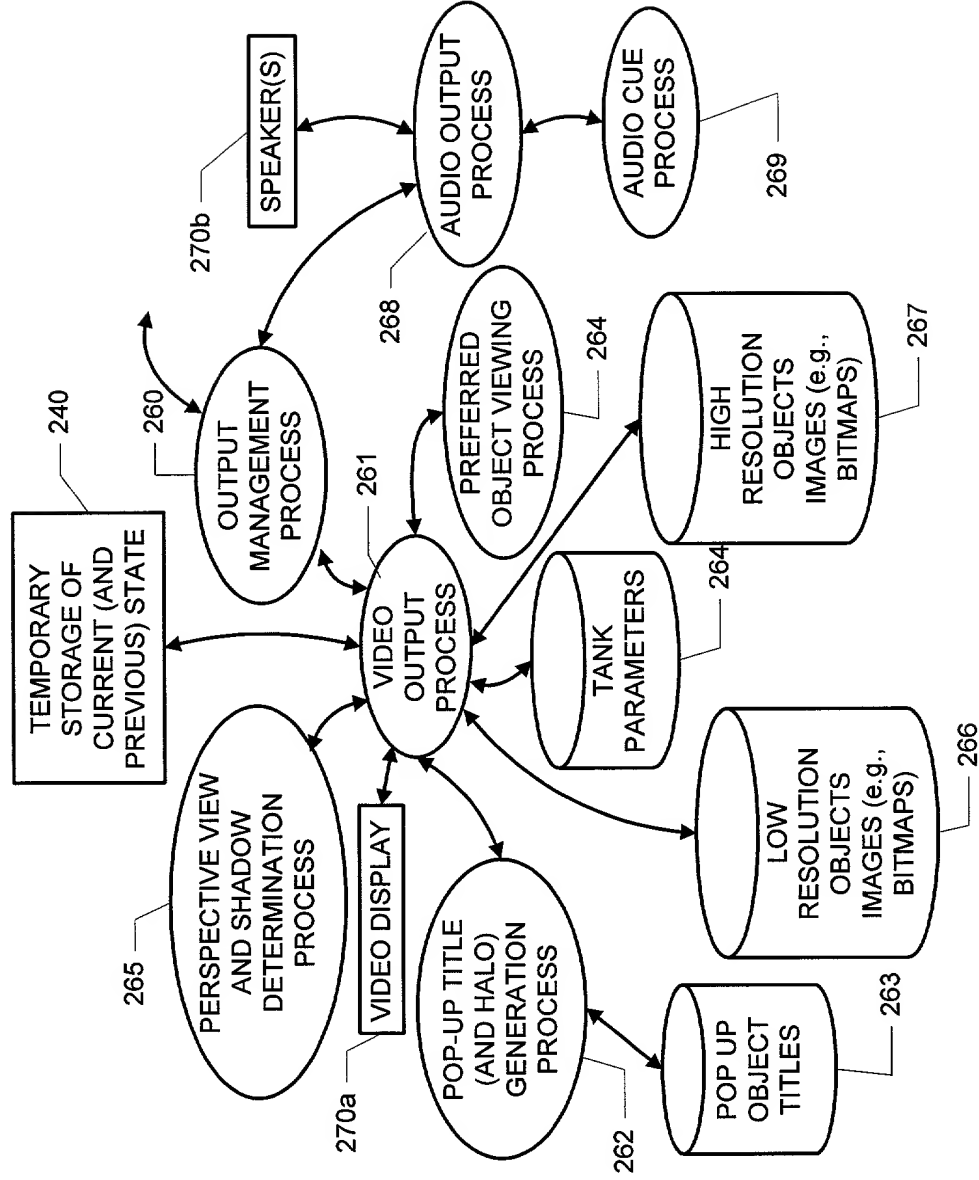 TEMPORARY
STORAGE OF
CURRENT (AND
PREVIOUS) STATE
240
265
PERSPECTIVE VIEW
AND SHADOW
DETERMINATION
PROCESS
260
OUTPUT
MANAGEMENT
PROCESS
270b
SPEAKER(S)
270a
VIDEO DISPLAY
261
VIDEO
OUTPUT
PROCESS
268
AUDIO OUTPUT
PROCESS
POP-UP TITLE
(AND HALO)
GENERATION
PROCESS
262
PREFERRED
OBJECT VIEWING
PROCESS
264
AUDIO CUE
PROCESS
269
TANK
PARAMETERS
264
POP UP
OBJECT
TITLES
263
LOW
RESOLUTION
OBJECTS
IMAGES (e.g.,
BITMAPS)
266
HIGH
RESOLUTION
OBJECTS
IMAGES (e.g.,
BITMAPS)
267